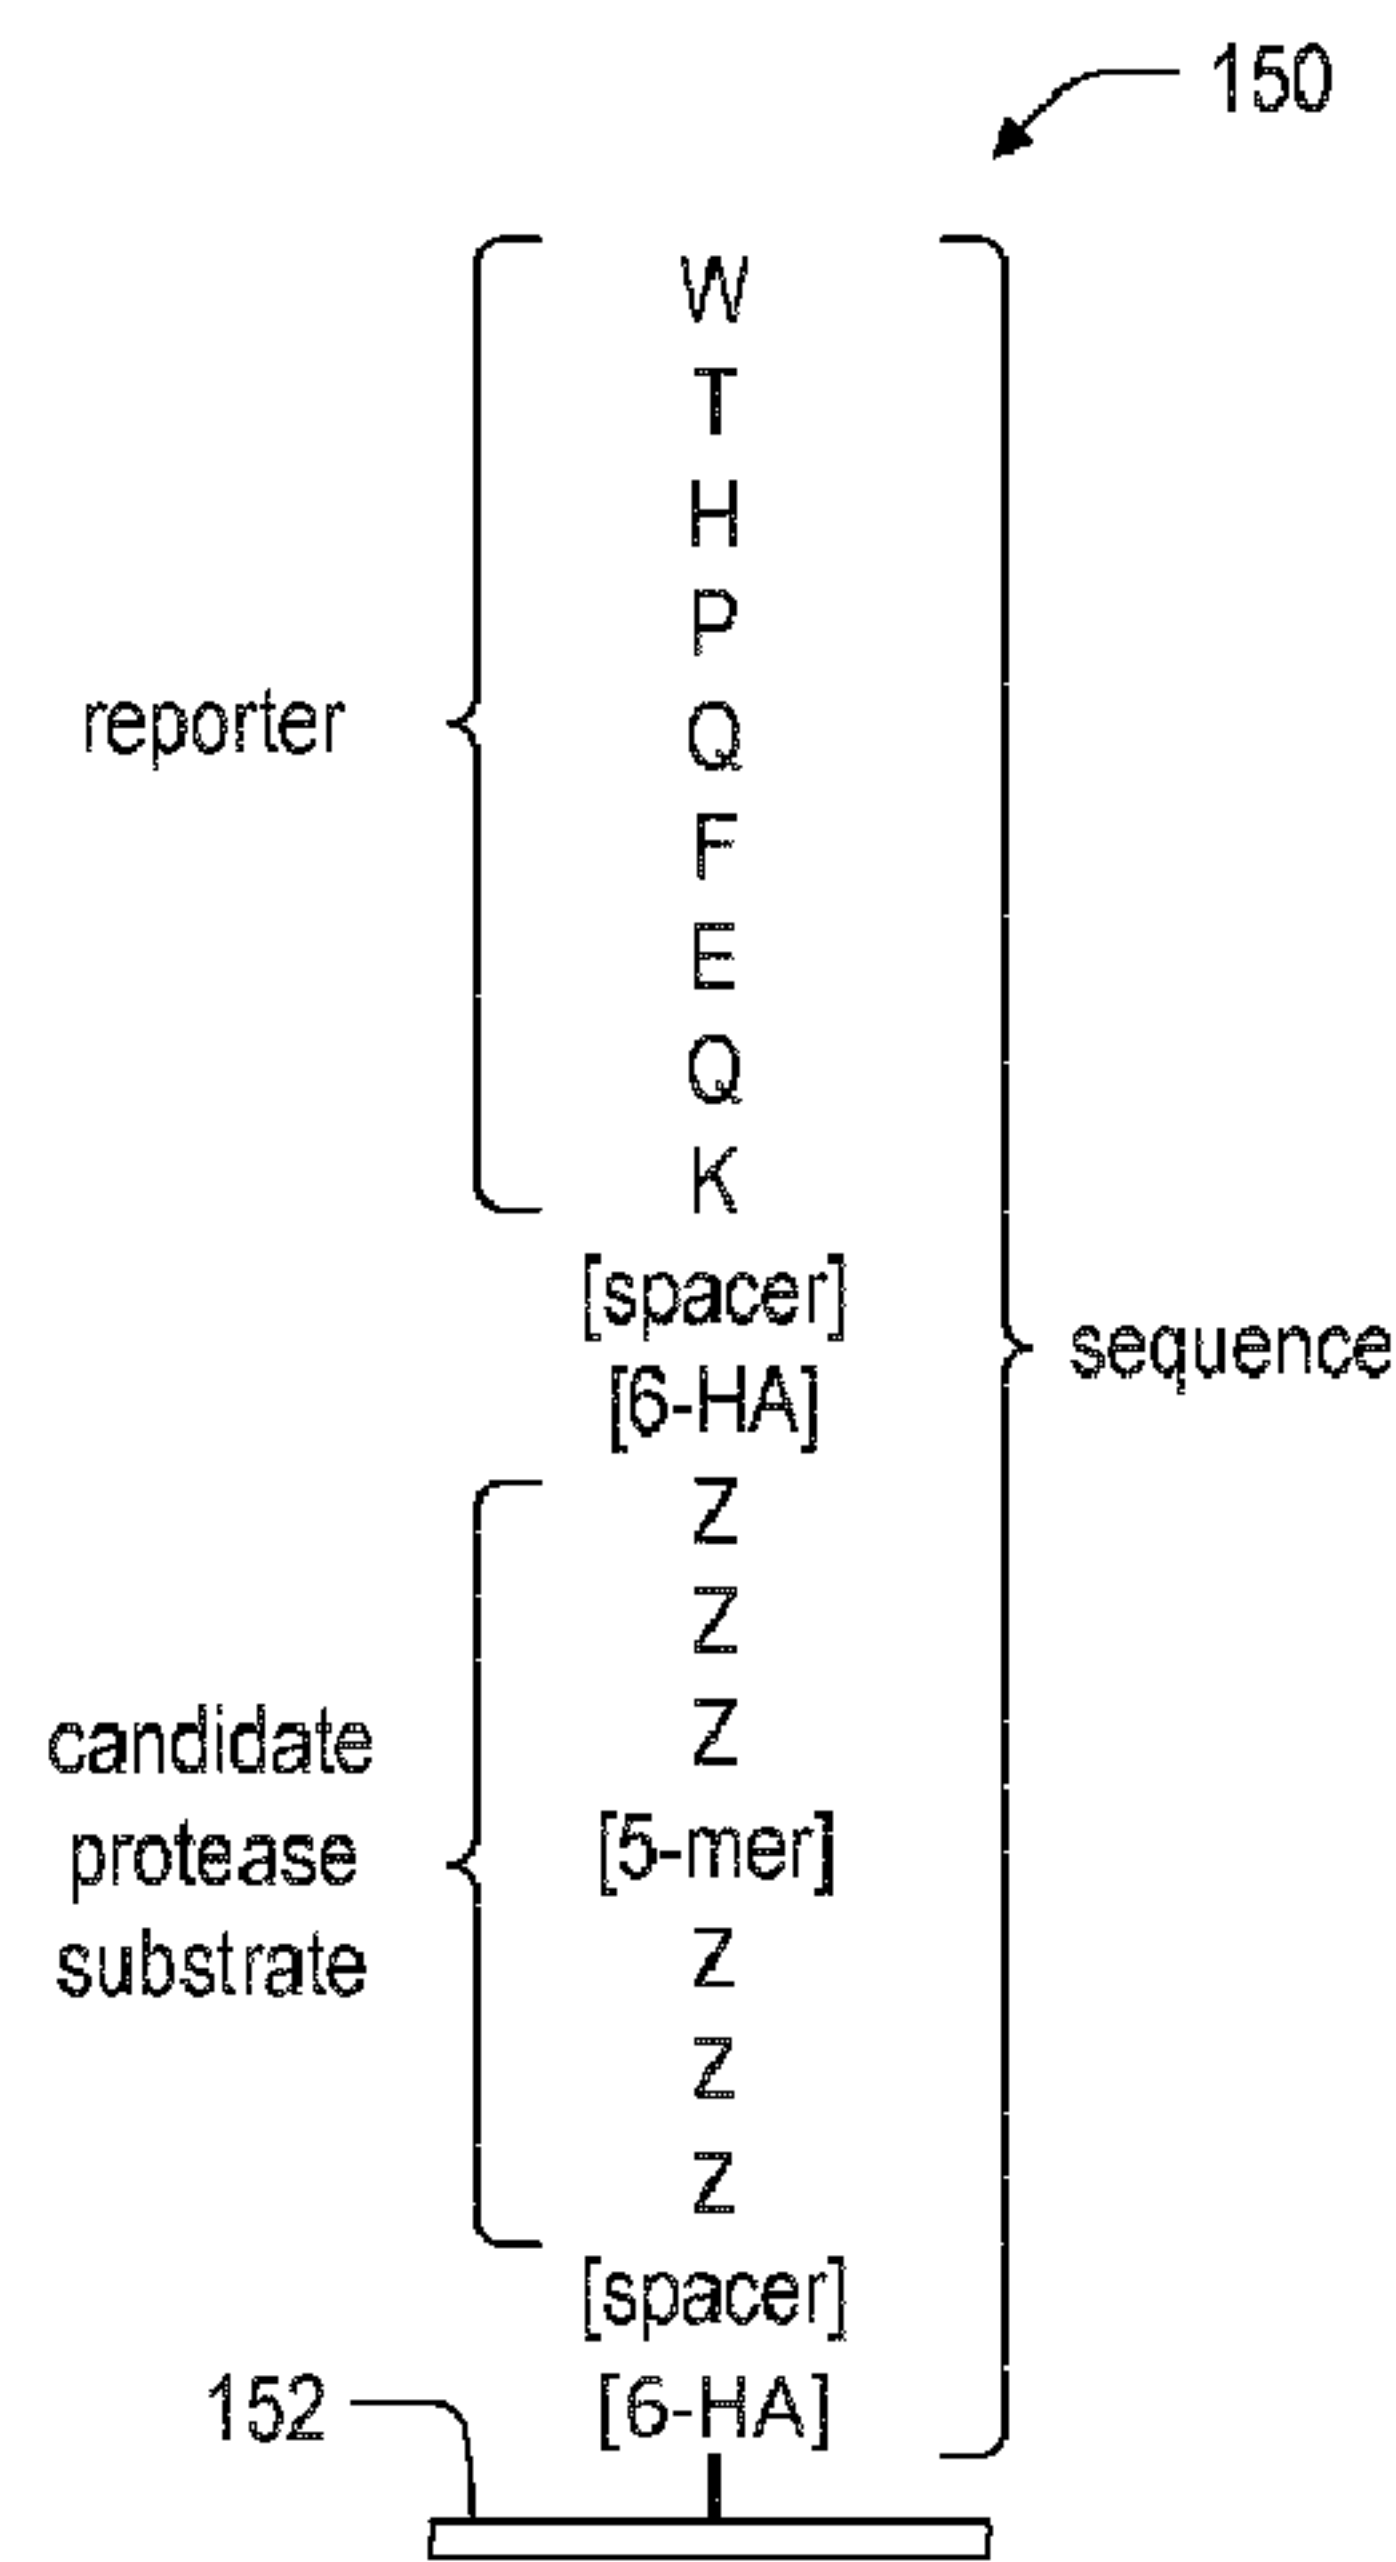 150
W
T
H
P
Q
F
E
Q
K
reporter
[spacer]
[6-HA]
sequence
Z
Z
Z
[5-mer]
Z
Z
Z
candidate
protease
substrate
[spacer]
[6-HA]
152